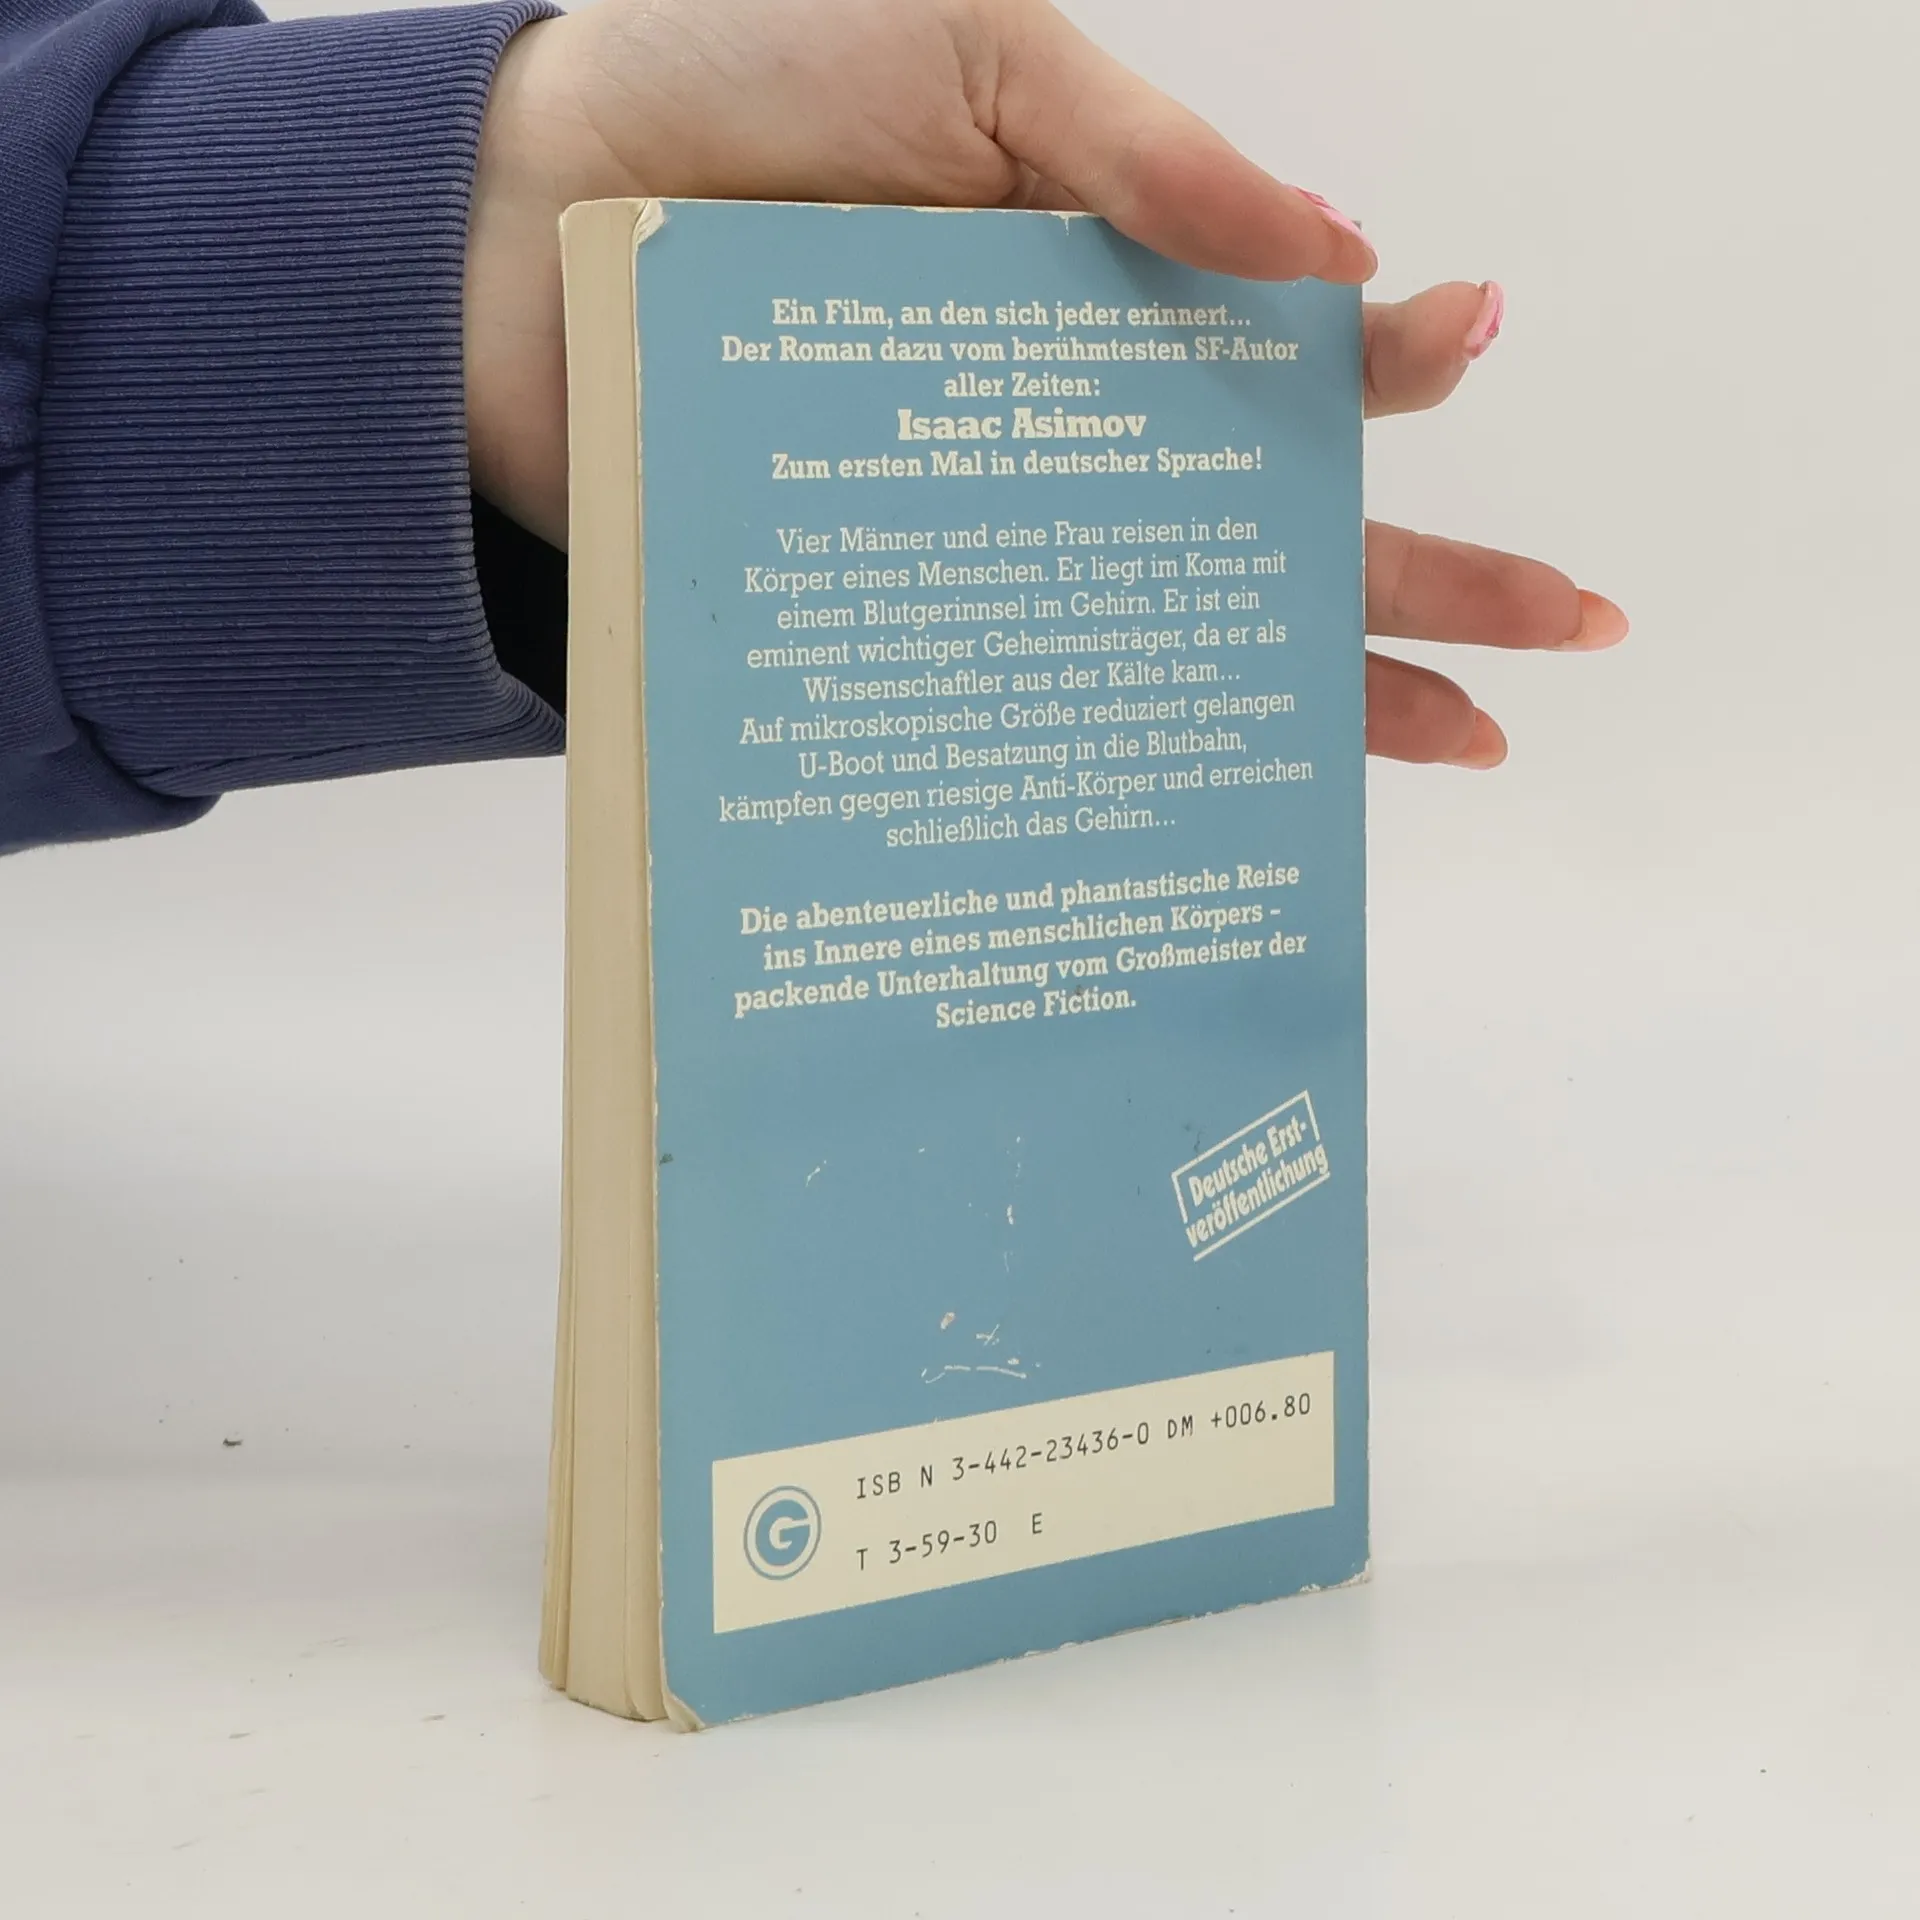 Ein Film, an den sich jeder erinnert...
Der Roman dazu vom berühmtesten SF-Autor
aller Zeiten:
Isaac Asimov
Zum ersten Mal in deutscher Sprache!
Vier Männer und eine Frau reisen in den
Körper eines Menschen. Er liegt im Koma mit
einem Blutgerinnsel im Gehirn. Er ist ein
eminent wichtiger Geheimnisträger, da er als
Wissenschaftler aus der Kälte kam...
Auf mikroskopische Größe reduziert gelangen
U-Boot und Besatzung in die Blutbahn,
kämpfen gegen riesige Anti-Körper und erreichen
schließlich das Gehirn...
Die abenteuerliche und phantastische Reise
ins Innere eines menschlichen Körpers –
packende Unterhaltung vom Großmeister der
Science Fiction.
Deutsche Erst-
veröffentlichung
ISB N 3-442-23436-0 DM +006.80
G
T 3-59-30 E